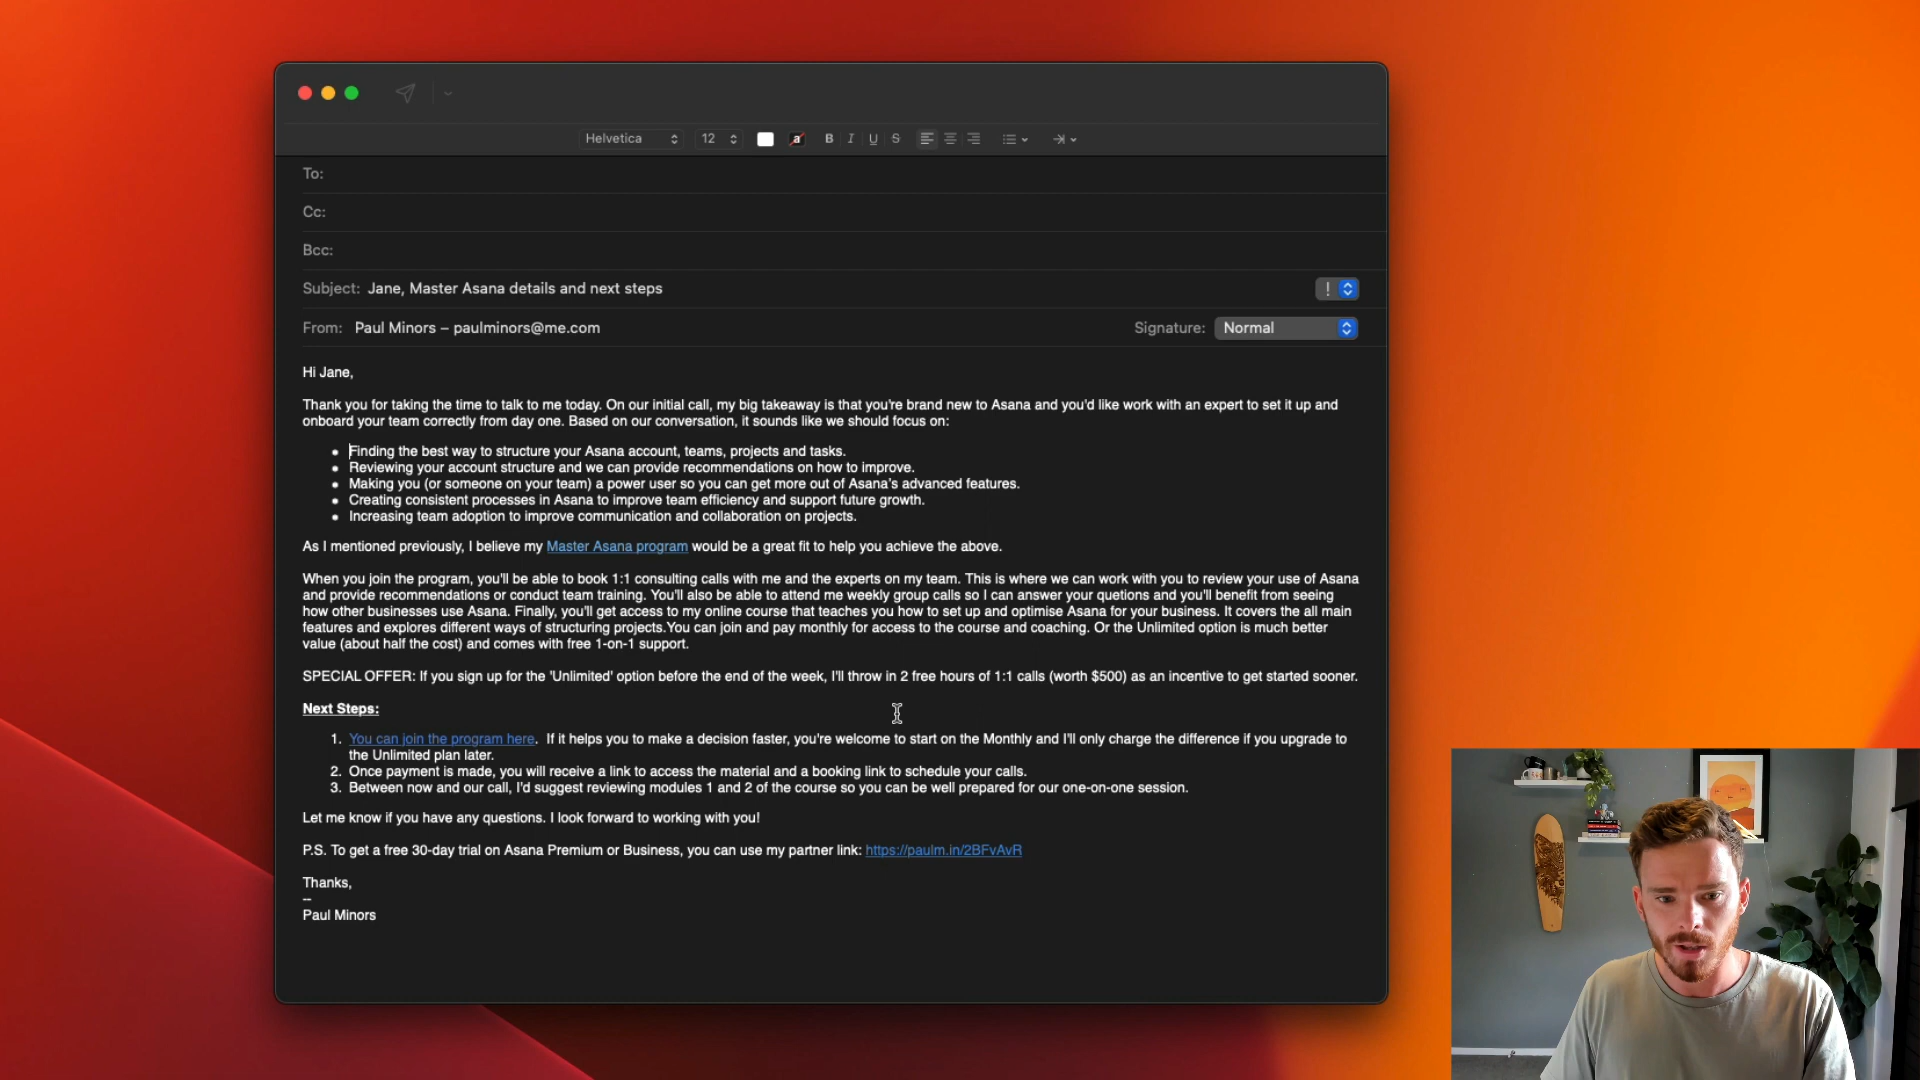 Helvetica 12 a B I U S
To:
Cc:
Bcc:
Subject: Jane, Master Asana details and next steps !
From: Paul Minors – paulminors@me.com Signature: Normal
Hi Jane,
Thank you for taking the time to talk to me today. On our initial call, my big takeaway is that you're brand new to Asana and you'd like work with an expert to set it up and
onboard your team correctly from day one. Based on our conversation, it sounds like we should focus on:
• Finding the best way to structure your Asana account, teams, projects and tasks.
• Reviewing your account structure and we can provide recommendations on how to improve.
• Making you (or someone on your team) a power user so you can get more out of Asana's advanced features.
• Creating consistent processes in Asana to improve team efficiency and support future growth.
• Increasing team adoption to improve communication and collaboration on projects.
As I mentioned previously, I believe my Master Asana program would be a great fit to help you achieve the above.
When you join the program, you'll be able to book 1:1 consulting calls with me and the experts on my team. This is where we can work with you to review your use of Asana
and provide recommendations or conduct team training. You'll also be able to attend me weekly group calls so I can answer your quetions and you'll benefit from seeing
how other businesses use Asana. Finally, you'll get access to my online course that teaches you how to set up and optimise Asana for your business. It covers the all main
features and explores different ways of structuring projects.You can join and pay monthly for access to the course and coaching. Or the Unlimited option is much better
value (about half the cost) and comes with free 1-on-1 support.
SPECIAL OFFER: If you sign up for the 'Unlimited' option before the end of the week, I'll throw in 2 free hours of 1:1 calls (worth $500) as an incentive to get started sooner.
Next Steps:
1. You can join the program here. If it helps you to make a decision faster, you're welcome to start on the Monthly and I'll only charge the difference if you upgrade to
the Unlimited plan later.
2. Once payment is made, you will receive a link to access the material and a booking link to schedule your calls.
3. Between now and our call, I'd suggest reviewing modules 1 and 2 of the course so you can be well prepared for our one-on-one session.
Let me know if you have any questions. I look forward to working with you!
P.S. To get a free 30-day trial on Asana Premium or Business, you can use my partner link: https://paulm.in/2BFvAvR
Thanks,
--
Paul Minors